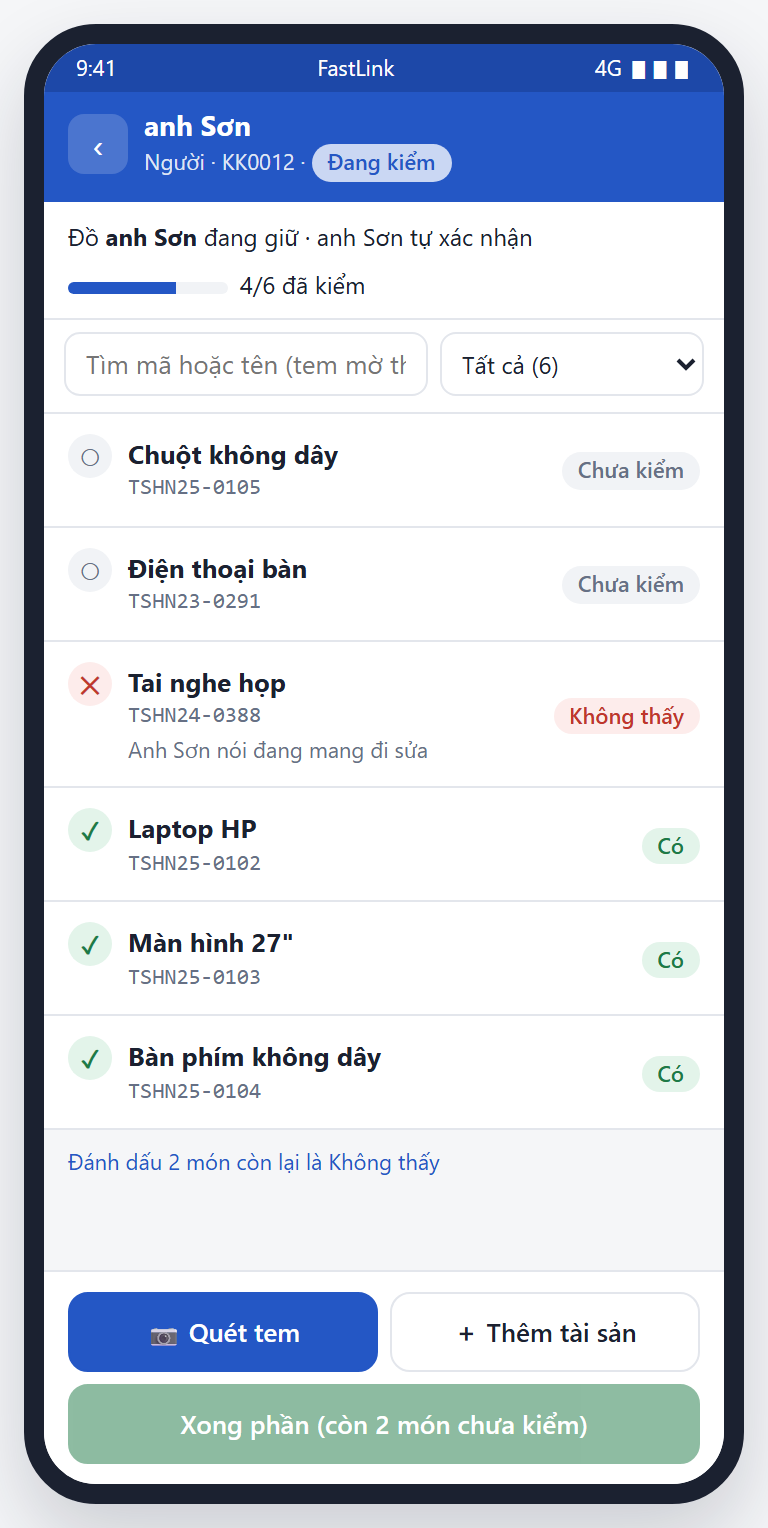 9:41 FastLink 4G
anh Sơn
Người · KK0012 · Đang kiểm
Đồ anh Sơn đang giữ · anh Sơn tự xác nhận
4/6 đã kiểm
Tìm mã hoặc tên (tem mờ th Tất cả (6)
Chuột không dây
TSHN25-0105
Chưa kiểm
Điện thoại bàn
TSHN23-0291
Chưa kiểm
Tai nghe họp
TSHN24-0388
Không thấy
Anh Sơn nói đang mang đi sửa
Laptop HP
TSHN25-0102
Có
Màn hình 27"
TSHN25-0103
Có
Bàn phím không dây
TSHN25-0104
Có
Đánh dấu 2 món còn lại là Không thấy
Quét tem
+ Thêm tài sản
Xong phần (còn 2 món chưa kiểm)